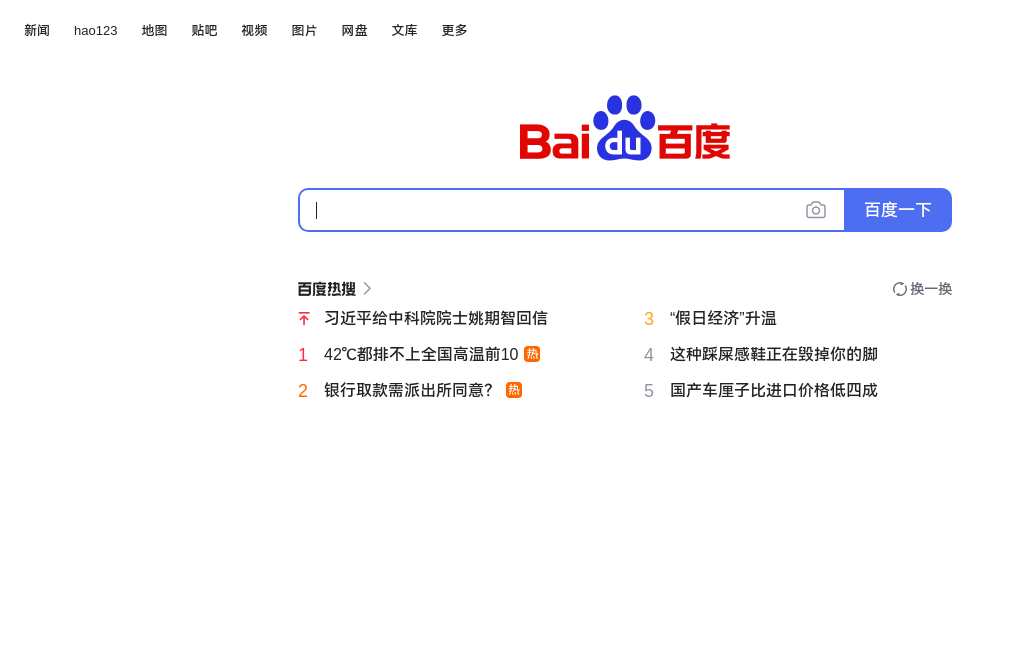 新闻 hao123 地图 贴吧 视频 图片 网盘 文库 更多
Bai du 百度
百度一下
百度热搜 >
换一换
习近平给中科院院士姚期智回信
1 42℃都排不上全国高温前10 热
2 银行取款需派出所同意？ 热
3 “假日经济”升温
4 这种踩屎感鞋正在毁掉你的脚
5 国产车厘子比进口价格低四成